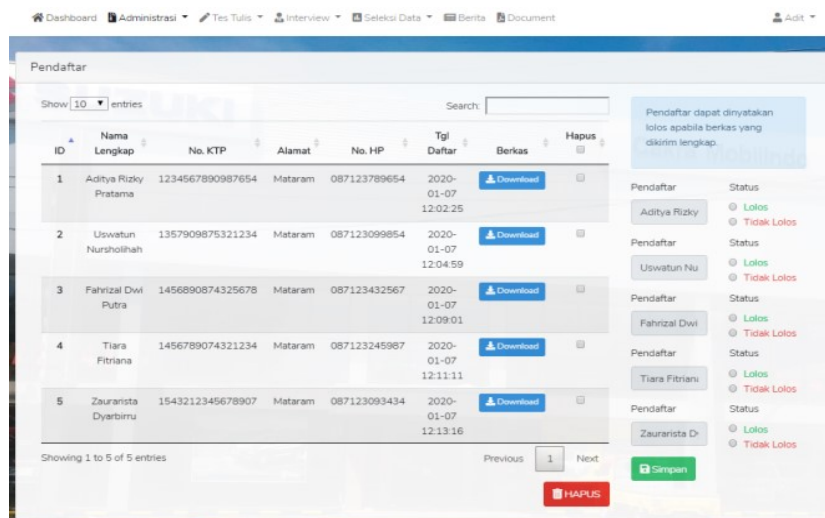 Dashboard Administrasi Tes Tulis Interview Seleksi Data Berita Document Adit
Pendaftar
Show 10 entries Search:
ID Nama Lengkap No. KTP Alamat No. HP Tgl Daftar Berkas Hapus
1 Aditya Rizky Pratama 1234567890987654 Mataram 087123789654 2020-01-07 12:02:25 Download
2 Uswatun Nursholihah 1357909875321234 Mataram 087123099854 2020-01-07 12:04:59 Download
3 Fahrizal Dwi Putra 1456890874325678 Mataram 087123432567 2020-01-07 12:09:01 Download
4 Tiara Fitriana 1456789074321234 Mataram 087123245987 2020-01-07 12:11:11 Download
5 Zaurarista Dyarbirru 1543212345678907 Mataram 087123093434 2020-01-07 12:13:16 Download
Showing 1 to 5 of 5 entries Previous 1 Next
HAPUS
Pendaftar dapat dinyatakan
lolos apabila berkas yang
dikirim lengkap.
Pendaftar Status
Aditya Rizky Lolos
Tidak Lolos
Pendaftar Status
Uswatun Nu Lolos
Tidak Lolos
Pendaftar Status
Fahrizal Dwi Lolos
Tidak Lolos
Pendaftar Status
Tiara Fitriana Lolos
Tidak Lolos
Pendaftar Status
Zaurarista D Lolos
Tidak Lolos
Simpan
SUZUKI
Mobilindo